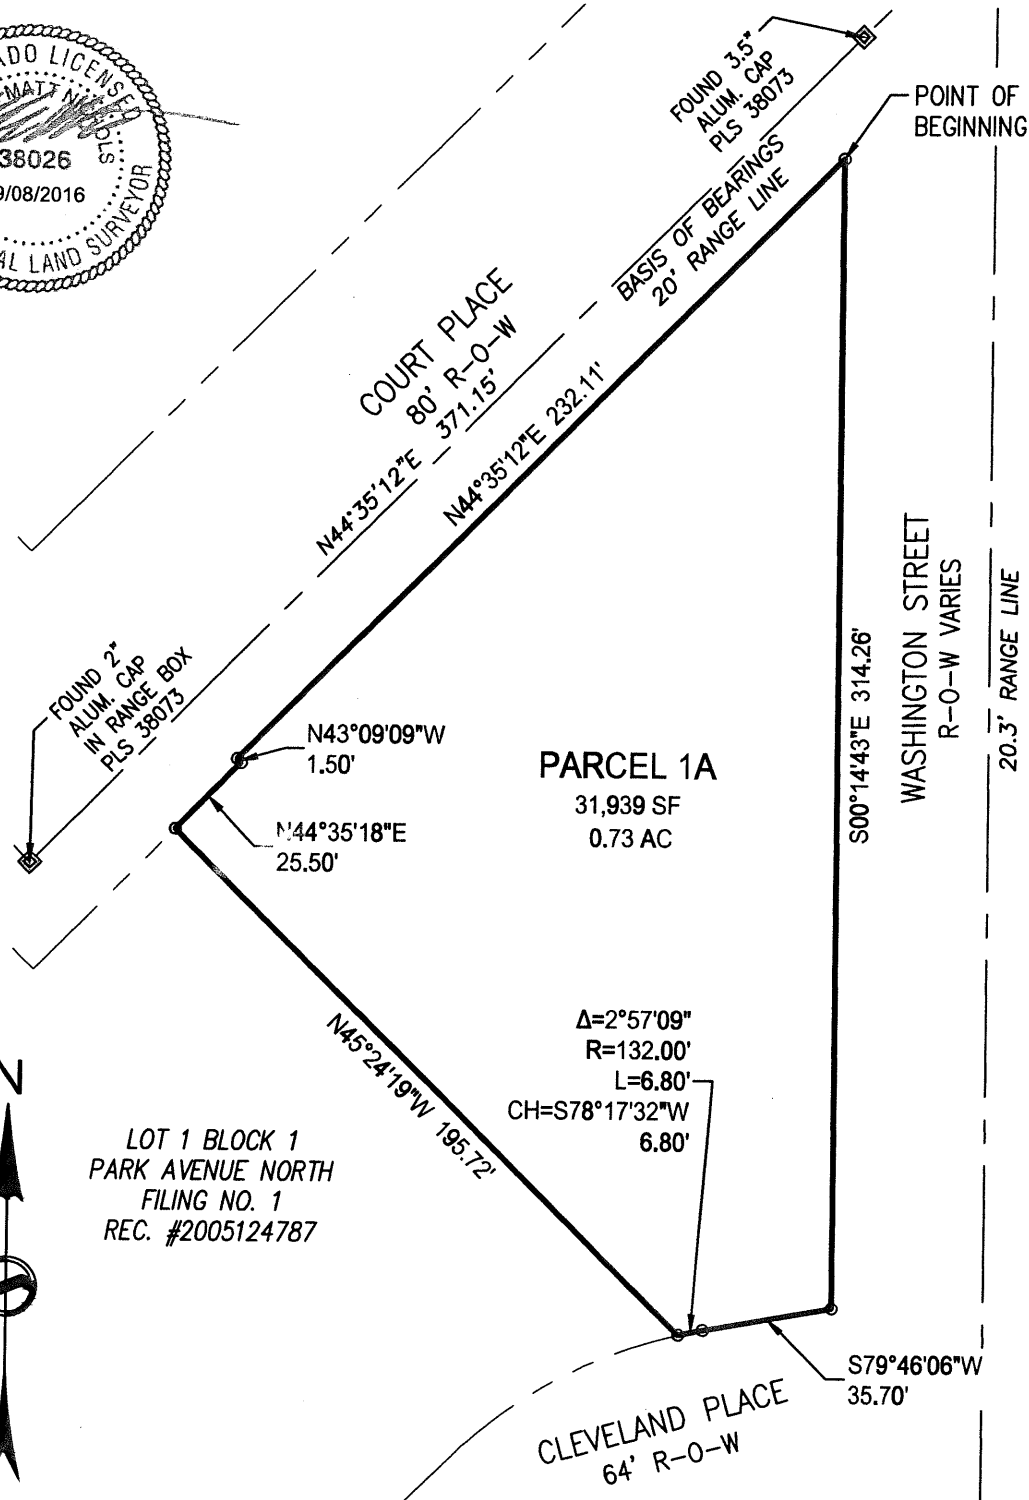 ADO LICENSED
MATT NICHOLS
38026
9/08/2016
AL LAND SURVEYOR
FOUND 3.5"
ALUM. CAP
PLS 38073
POINT OF
BEGINNING
BASIS OF BEARINGS
20' RANGE LINE
COURT PLACE
80' R-O-W
N44°35'12"E 371.15'
N44°35'12"E 232.11'
FOUND 2"
ALUM. CAP
IN RANGE BOX
PLS 38073
N43°09'09"W
1.50'
N44°35'18"E
25.50'
PARCEL 1A
31,939 SF
0.73 AC
S00°14'43"E 314.26'
WASHINGTON STREET
R-O-W VARIES
20.3' RANGE LINE
N45°24'19"W 195.72'
Δ=2°57'09"
R=132.00'
L=6.80'
CH=S78°17'32"W
6.80'
N
LOT 1 BLOCK 1
PARK AVENUE NORTH
FILING NO. 1
REC. #2005124787
S79°46'06"W
35.70'
CLEVELAND PLACE
64' R-O-W